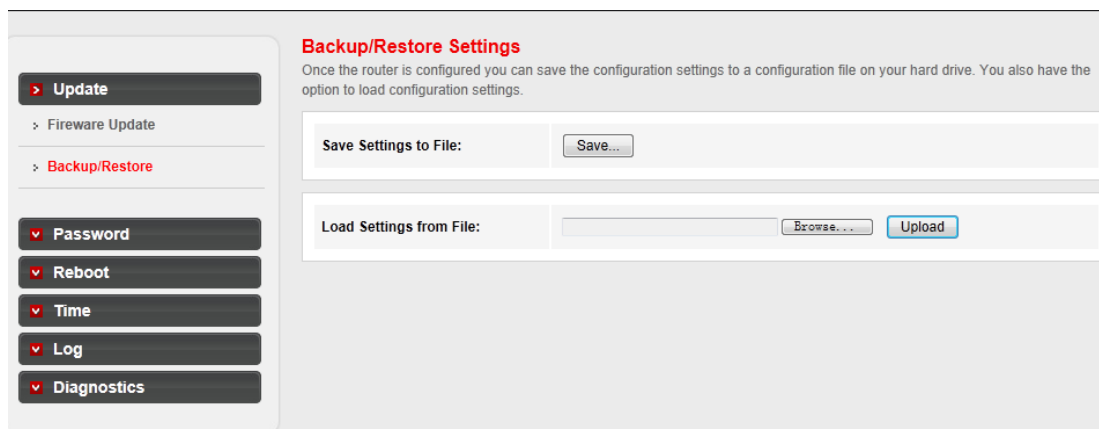 Update
Fireware Update
Backup/Restore
Password
Reboot
Time
Log
Diagnostics
Backup/Restore Settings
Once the router is configured you can save the configuration settings to a configuration file on your hard drive. You also have the
option to load configuration settings.
Save Settings to File: Save...
Load Settings from File: Browse... Upload